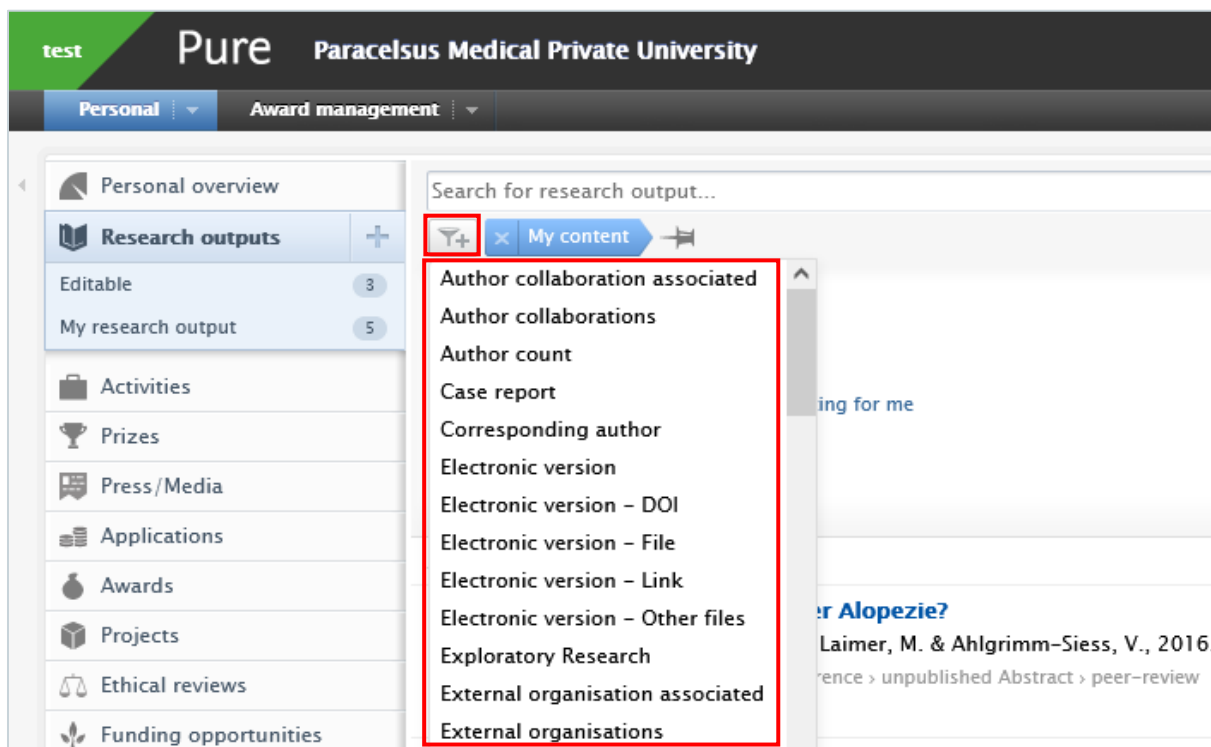 test
Pure
Paracelsus Medical Private University
Personal
Award management
Personal overview
Research outputs
Editable
3
My research output
5
Activities
Prizes
Press/Media
Applications
Awards
Projects
Ethical reviews
Funding opportunities
Search for research output...
My content
Author collaboration associated
Author collaborations
Author count
Case report
Corresponding author
Electronic version
Electronic version – DOI
Electronic version – File
Electronic version – Link
Electronic version – Other files
Exploratory Research
External organisation associated
External organisations
for me
Alopezie?
Laimer, M. & Ahlgrimm-Siess, V., 2016
› unpublished Abstract › peer-review